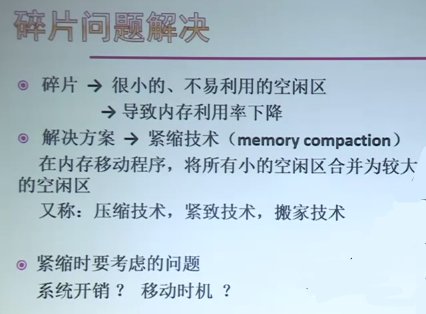 碎片问题解决
碎片 → 很小的、不易利用的空闲区
→ 导致内存利用率下降
解决方案 → 紧缩技术（memory compaction）
在内存移动程序，将所有小的空闲区合并为较大
的空闲区
又称：压缩技术，紧致技术，搬家技术
紧缩时要考虑的问题
系统开销？ 移动时机 ？